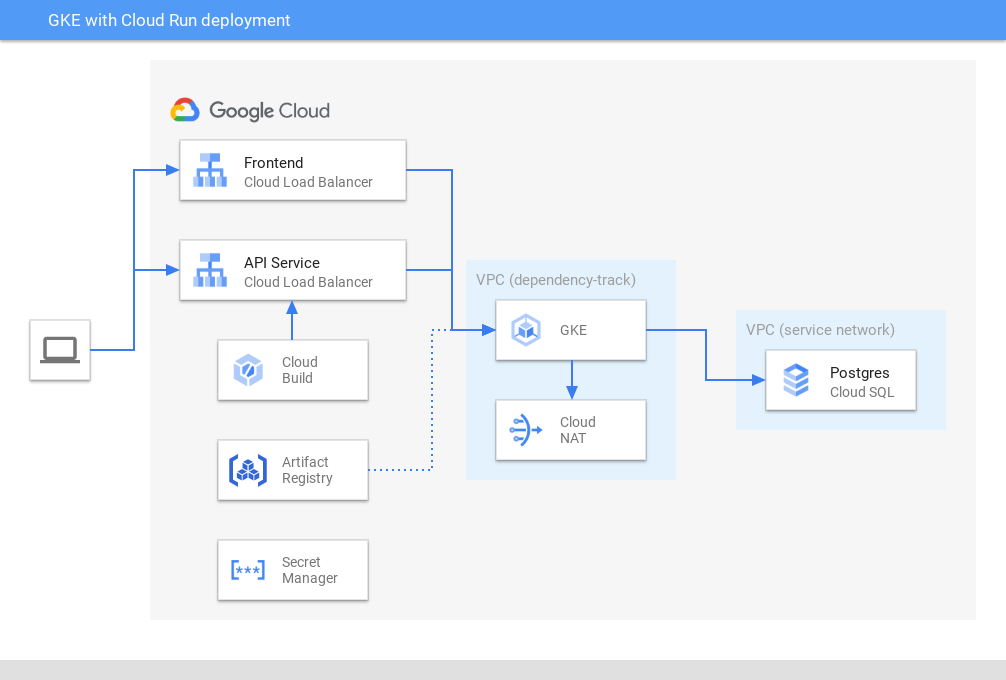 GKE with Cloud Run deployment
Google Cloud
Frontend
Cloud Load Balancer
API Service
Cloud Load Balancer
VPC (dependency-track)
GKE
VPC (service network)
Cloud
Build
Postgres
Cloud SQL
Cloud
NAT
Artifact
Registry
Secret
Manager
[***]